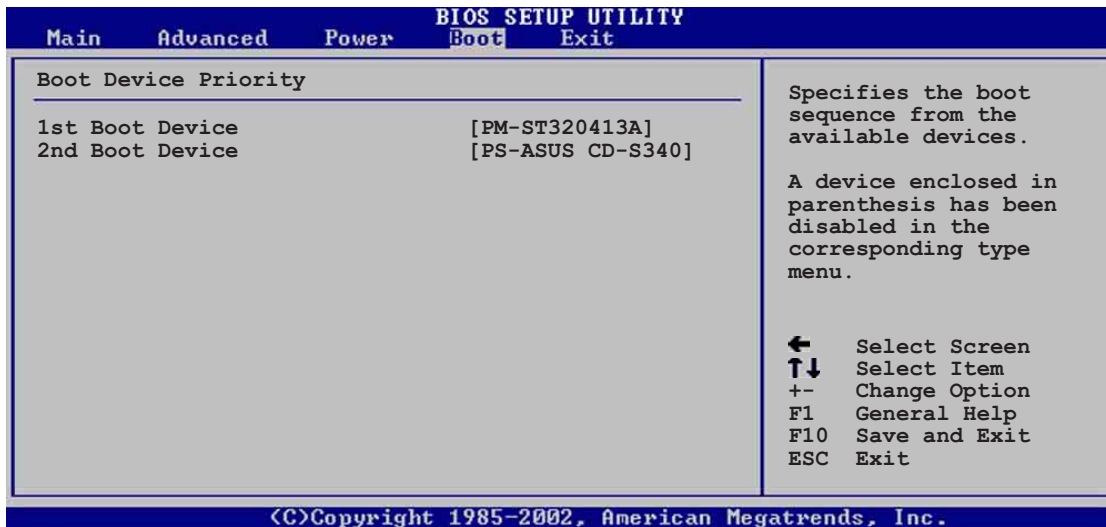 BIOS SETUP UTILITY
Main Advanced Power Boot Exit
Boot Device Priority
1st Boot Device [PM-ST320413A]
2nd Boot Device [PS-ASUS CD-S340]
Specifies the boot
sequence from the
available devices.
A device enclosed in
parenthesis has been
disabled in the
corresponding type
menu.
← Select Screen
↑↓ Select Item
+- Change Option
F1 General Help
F10 Save and Exit
ESC Exit
(C)Copyright 1985-2002, American Megatrends, Inc.